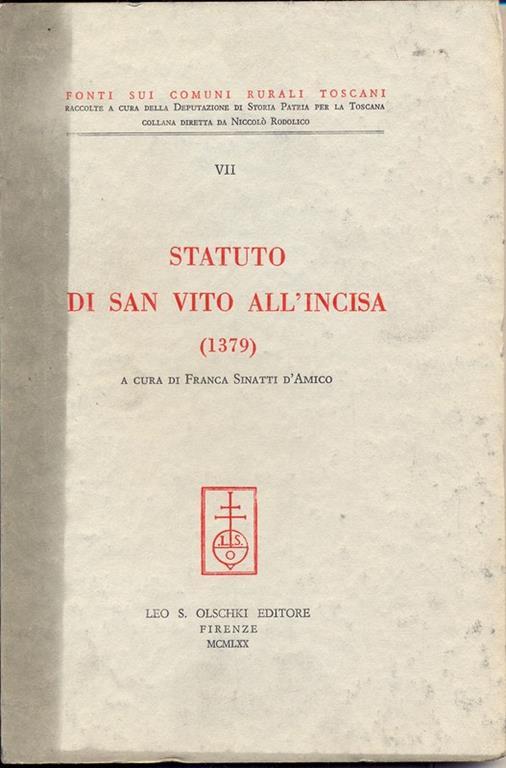 FONTI SUI COMUNI RURALI TOSCANI
RACCOLTE A CURA DELLA DEPUTAZIONE DI STORIA PATRIA PER LA TOSCANA
COLLANA DIRETTA DA NICCOLÒ RODOLICO
VII
STATUTO
DI SAN VITO ALL'INCISA
(1379)
A CURA DI FRANCA SINATTI D'AMICO
.L.S.
O
LEO S. OLSCHKI EDITORE
FIRENZE
MCMLXX